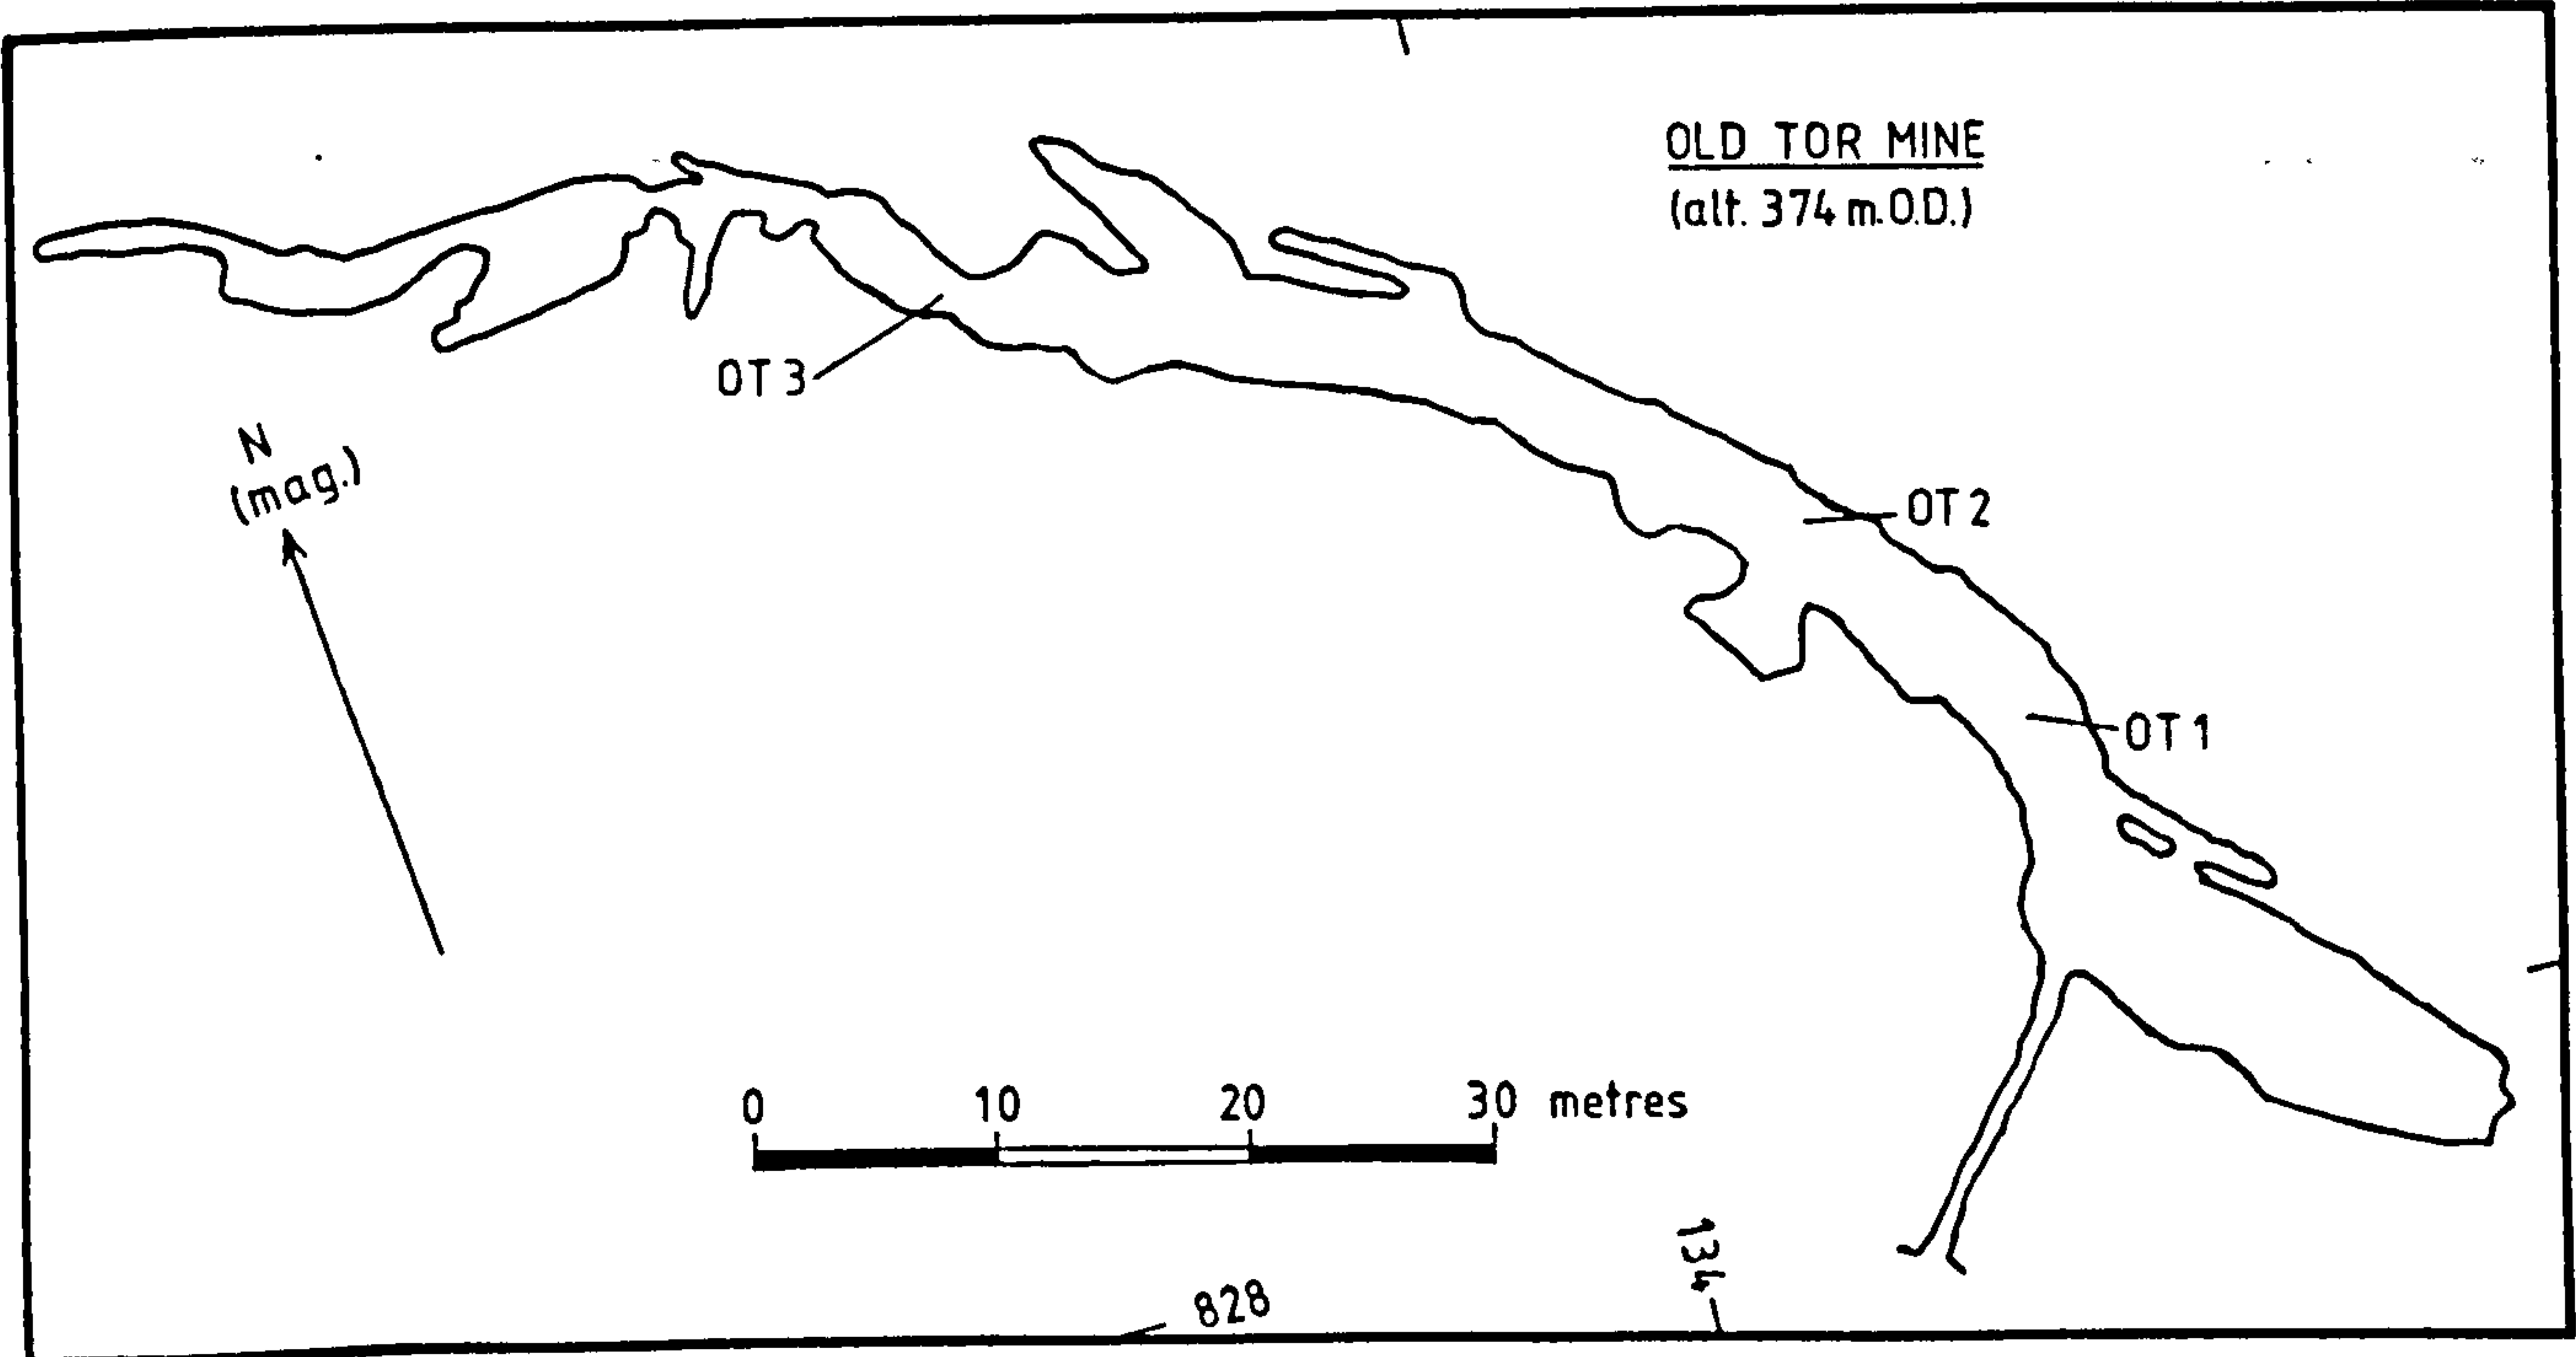 OLD TOR MINE
(alt. 374 m.O.D.)
OT 3
N
(mag.)
OT 2
OT 1
0 10 20 30 metres
134
828